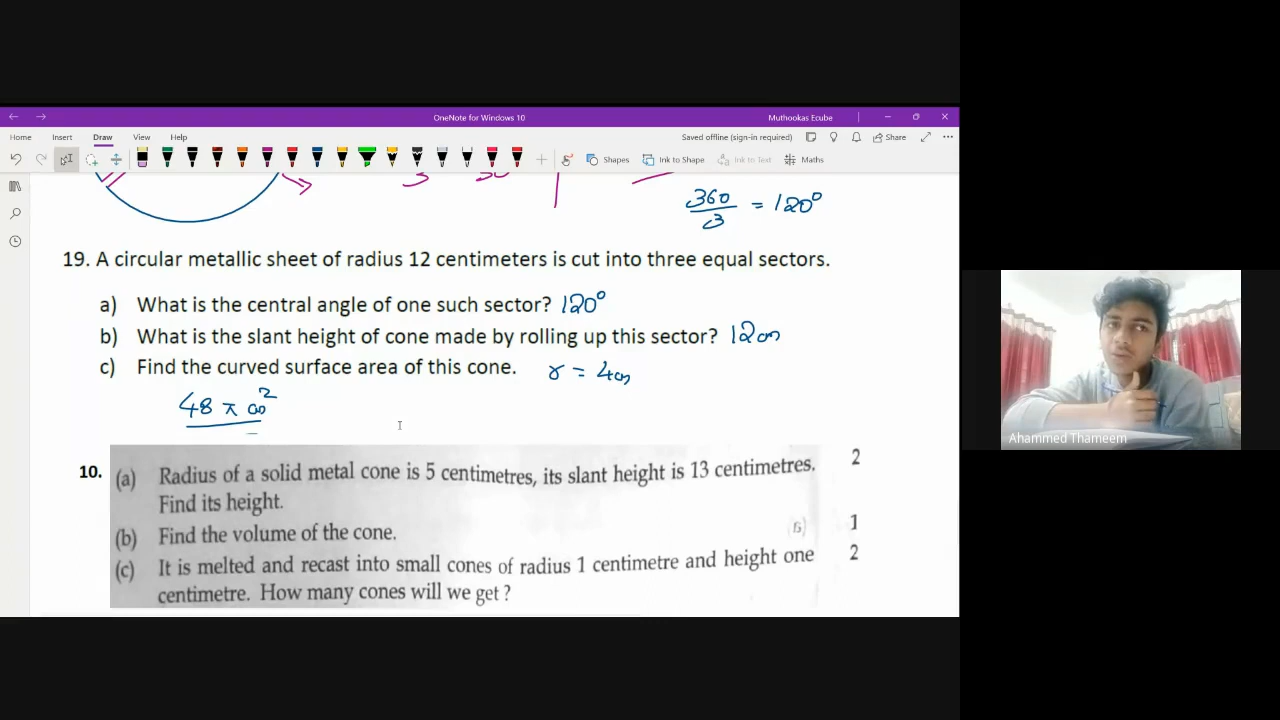 OneNote for Windows 10
Muthookas Ecube
Home Insert Draw View Help
Saved offline (sign-in required) Share
Shapes Ink to Shape Ink to Text Maths
3 30
360/3 = 120°
19. A circular metallic sheet of radius 12 centimeters is cut into three equal sectors.
a) What is the central angle of one such sector? 120°
b) What is the slant height of cone made by rolling up this sector? 12cm
c) Find the curved surface area of this cone. r = 4cm
48 π cm²
10. (a) Radius of a solid metal cone is 5 centimetres, its slant height is 13 centimetres. 2
Find its height.
(b) Find the volume of the cone. 1
(c) It is melted and recast into small cones of radius 1 centimetre and height one 2
centimetre. How many cones will we get ?
Ahammed Thameem